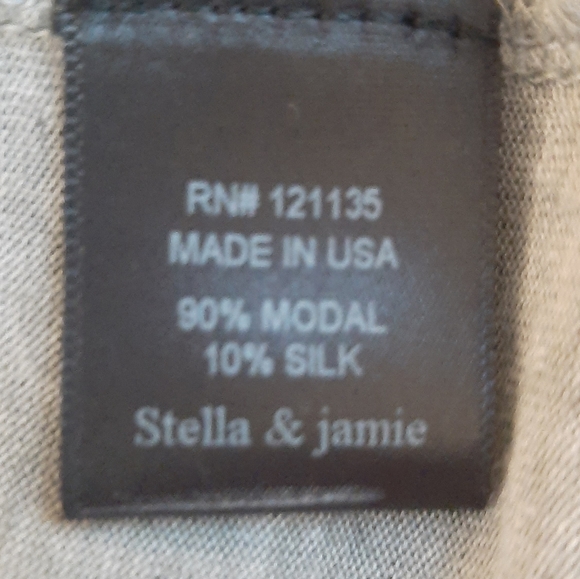 RN# 121135
MADE IN USA
90% MODAL
10% SILK
Stella & jamie